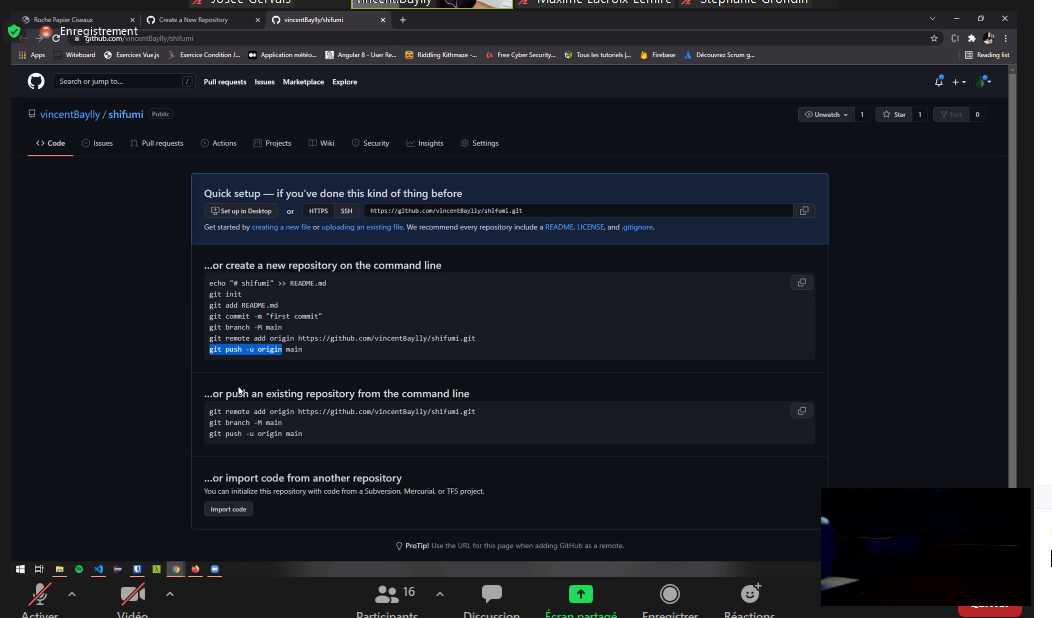 Josée Gervais
vincentbaylly
Maxime Lacroix-Lemire
Stephanie Grondin
Roche Papier Ciseaux
Create a New Repository
vincentBaylly/shifumi
Enregistrement
github.com/vincentBaylly/shifumi
Apps
Witeboard
Exercices Vue.js
Exercice Condition J...
Application météo...
Angular 8 - User Re...
Riddling Kithmaze -...
Free Cyber Security...
Tous les tutoriels |...
Firebase
Découvrez Scrum g...
Reading list
Search or jump to...
/
Pull requests
Issues
Marketplace
Explore
vincentBaylly / shifumi
Public
Unwatch
1
Star
1
Fork
0
Code
Issues
Pull requests
Actions
Projects
Wiki
Security
Insights
Settings
Quick setup — if you've done this kind of thing before
Set up in Desktop
or
HTTPS
SSH
https://github.com/vincentBaylly/shifumi.git
Get started by creating a new file or uploading an existing file. We recommend every repository include a README, LICENSE, and .gitignore.
...or create a new repository on the command line
echo "# shifumi" >> README.md
git init
git add README.md
git commit -m "first commit"
git branch -M main
git remote add origin https://github.com/vincentBaylly/shifumi.git
git push -u origin main
...or push an existing repository from the command line
git remote add origin https://github.com/vincentBaylly/shifumi.git
git branch -M main
git push -u origin main
...or import code from another repository
You can initialize this repository with code from a Subversion, Mercurial, or TFS project.
Import code
ProTip! Use the URL for this page when adding GitHub as a remote.
16
Activer
Vidéo
Participants
Discussion
Écran partagé
Enregistrer
Réactions
Quitter